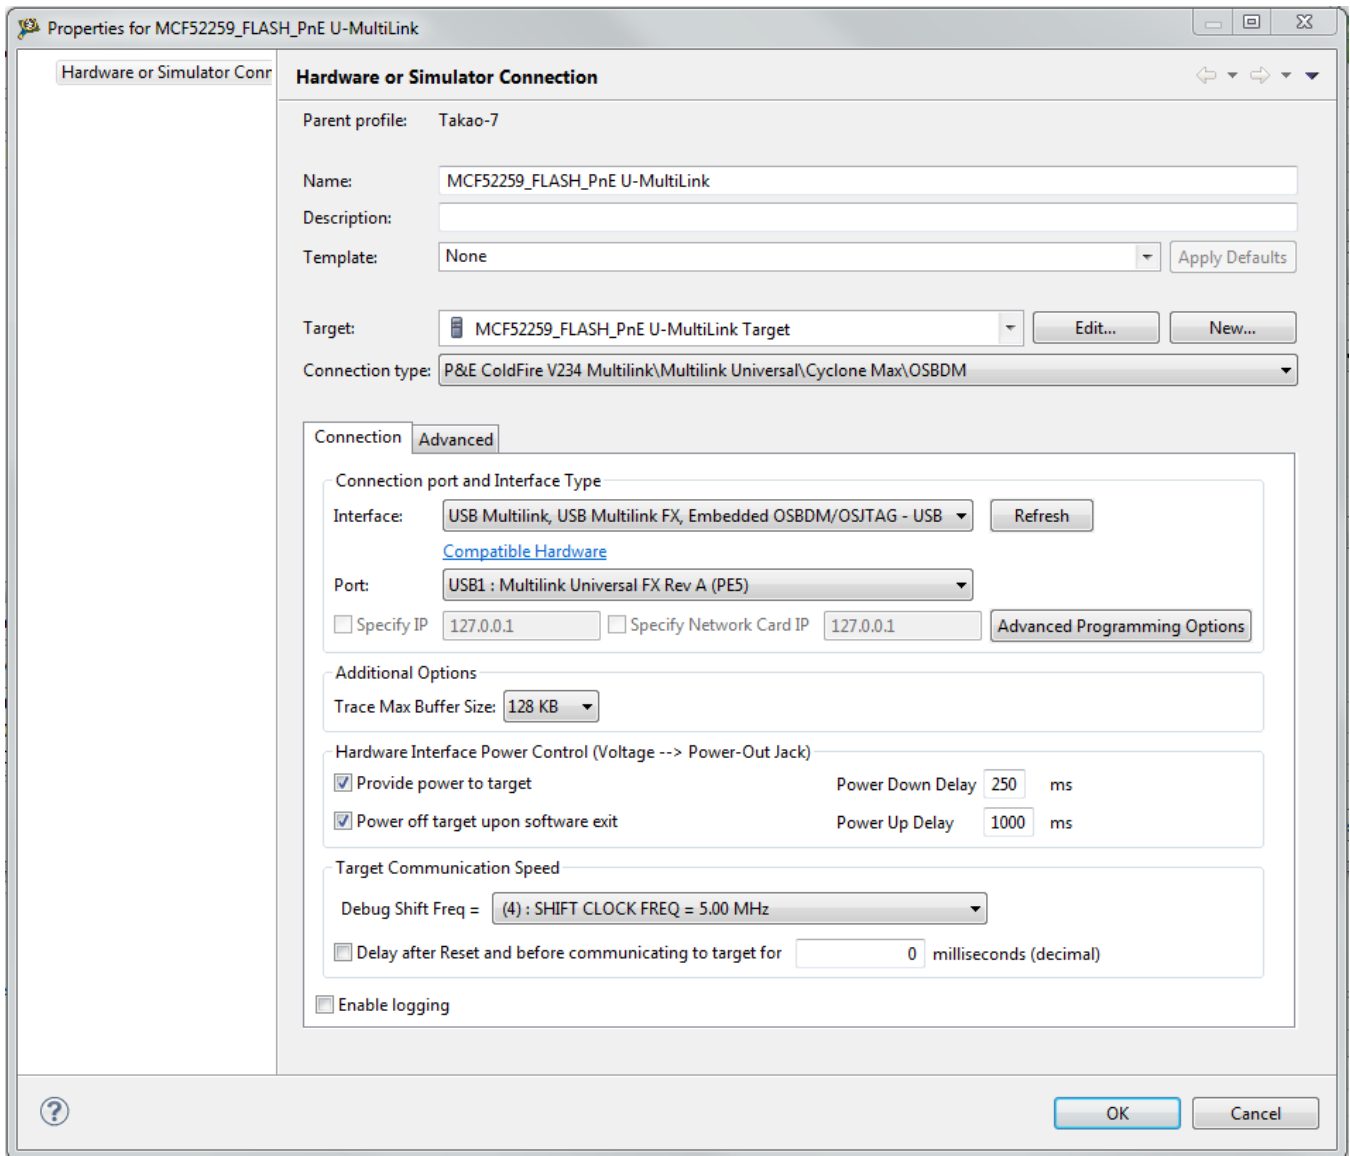 Properties for MCF52259_FLASH_PnE U-MultiLink
Hardware or Simulator Conr
Hardware or Simulator Connection
Parent profile: Takao-7
Name: MCF52259_FLASH_PnE U-MultiLink
Description:
Template: None Apply Defaults
Target: MCF52259_FLASH_PnE U-MultiLink Target Edit... New...
Connection type: P&E ColdFire V234 Multilink\Multilink Universal\Cyclone Max\OSBDM
Connection Advanced
Connection port and Interface Type
Interface: USB Multilink, USB Multilink FX, Embedded OSBDM/OSJTAG - USB Refresh
Compatible Hardware
Port: USB1 : Multilink Universal FX Rev A (PE5)
Specify IP 127.0.0.1 Specify Network Card IP 127.0.0.1 Advanced Programming Options
Additional Options
Trace Max Buffer Size: 128 KB
Hardware Interface Power Control (Voltage --> Power-Out Jack)
Provide power to target Power Down Delay 250 ms
Power off target upon software exit Power Up Delay 1000 ms
Target Communication Speed
Debug Shift Freq = (4) : SHIFT CLOCK FREQ = 5.00 MHz
Delay after Reset and before communicating to target for 0 milliseconds (decimal)
Enable logging
? OK Cancel